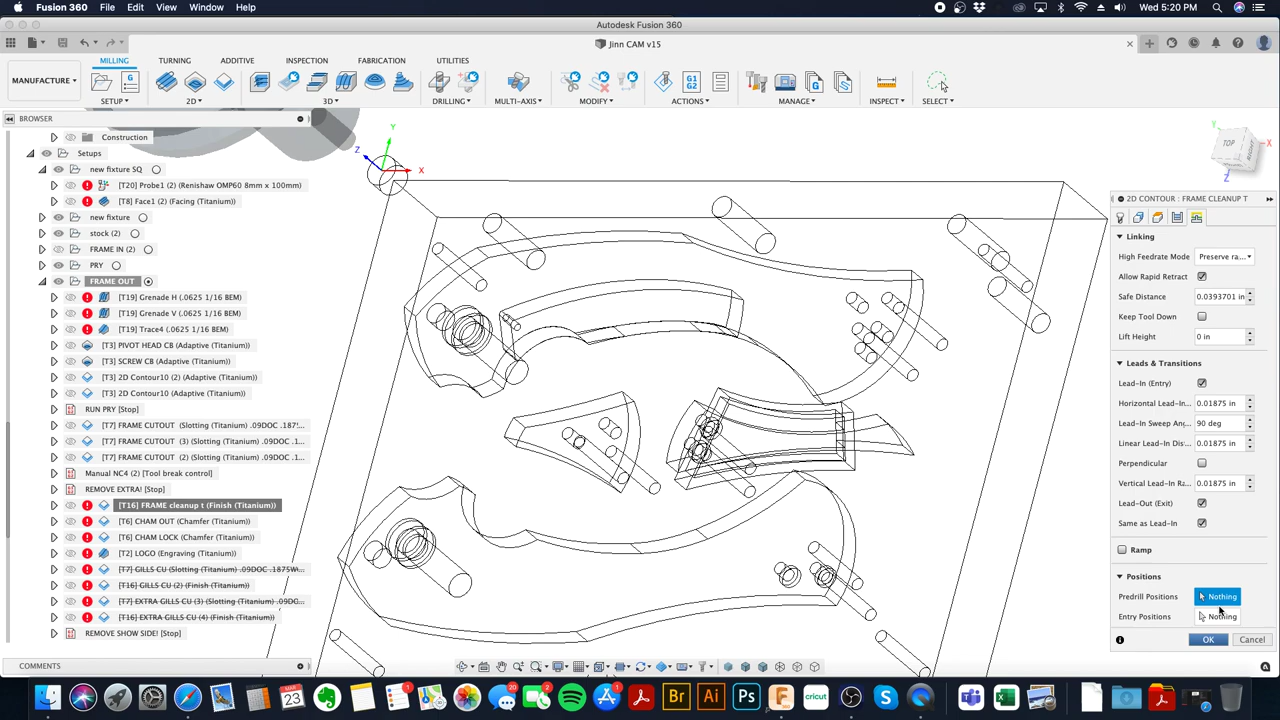 Fusion 360 File Edit View Window Help Wed 5:20 PM
Autodesk Fusion 360
Jinn CAM v15
MILLING TURNING ADDITIVE INSPECTION FABRICATION UTILITIES
MANUFACTURE
SETUP 2D 3D DRILLING MULTI-AXIS MODIFY ACTIONS MANAGE INSPECT SELECT
G1
G2
BROWSER
Construction
Setups
new fixture SQ
[T20] Probe1 (2) (Renishaw OMP60 8mm x 100mm)
[T8] Face1 (2) (Facing (Titanium))
new fixture
stock (2)
FRAME IN (2)
PRY
FRAME OUT
[T19] Grenade H (.0625 1/16 BEM)
[T19] Grenade V (.0625 1/16 BEM)
[T19] Trace4 (.0625 1/16 BEM)
[T3] PIVOT HEAD CB (Adaptive (Titanium))
[T3] SCREW CB (Adaptive (Titanium))
[T3] 2D Contour10 (2) (Adaptive (Titanium))
[T3] 2D Contour10 (Adaptive (Titanium))
RUN PRY [Stop]
[T7] FRAME CUTOUT (Slotting (Titanium) .09DOC .187...
[T7] FRAME CUTOUT (3) (Slotting (Titanium) .09DOC ...
[T7] FRAME CUTOUT (2) (Slotting (Titanium) .09DOC ...
Manual NC4 (2) [Tool break control]
REMOVE EXTRA! [Stop]
[T16] FRAME cleanup t (Finish (Titanium))
[T6] CHAM OUT (Chamfer (Titanium))
[T6] CHAM LOCK (Chamfer (Titanium))
[T2] LOGO (Engraving (Titanium))
[T7] GILLS CU (Slotting (Titanium) .09DOC .1875W...
[T16] GILLS CU (2) (Finish (Titanium))
[T7] EXTRA GILLS CU (3) (Slotting (Titanium) .09DO...
[T16] EXTRA GILLS CU (4) (Finish (Titanium))
REMOVE SHOW SIDE! [Stop]
COMMENTS
Y
Z
X
TOP
Y
X
Z
2D CONTOUR : FRAME CLEANUP T
Linking
High Feedrate Mode Preserve ra...
Allow Rapid Retract
Safe Distance 0.0393701 in
Keep Tool Down
Lift Height 0 in
Leads & Transitions
Lead-In (Entry)
Horizontal Lead-In... 0.01875 in
Lead-In Sweep Ang... 90 deg
Linear Lead-In Dis... 0.01875 in
Perpendicular
Vertical Lead-In Ra... 0.01875 in
Lead-Out (Exit)
Same as Lead-In
Ramp
Positions
Predrill Positions Nothing
Entry Positions Nothing
OK Cancel
MAR
23
20
2
1
Br Ai Ps cricut